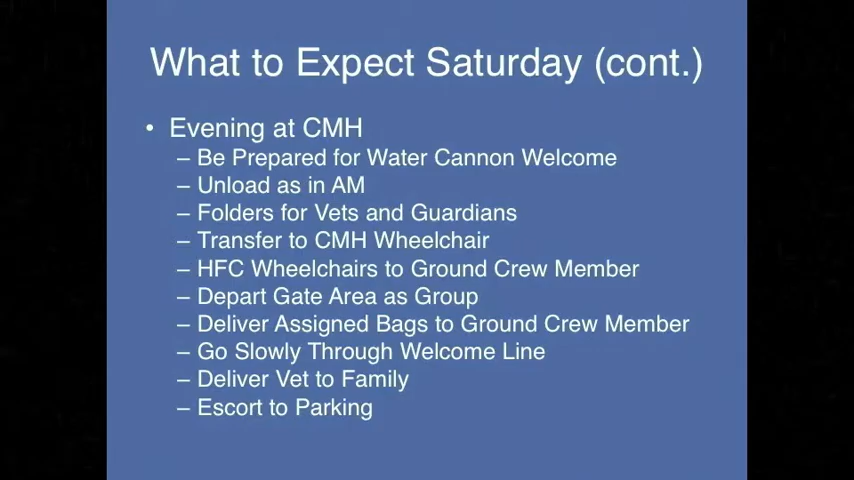 What to Expect Saturday (cont.)
• Evening at CMH
– Be Prepared for Water Cannon Welcome
– Unload as in AM
– Folders for Vets and Guardians
– Transfer to CMH Wheelchair
– HFC Wheelchairs to Ground Crew Member
– Depart Gate Area as Group
– Deliver Assigned Bags to Ground Crew Member
– Go Slowly Through Welcome Line
– Deliver Vet to Family
– Escort to Parking